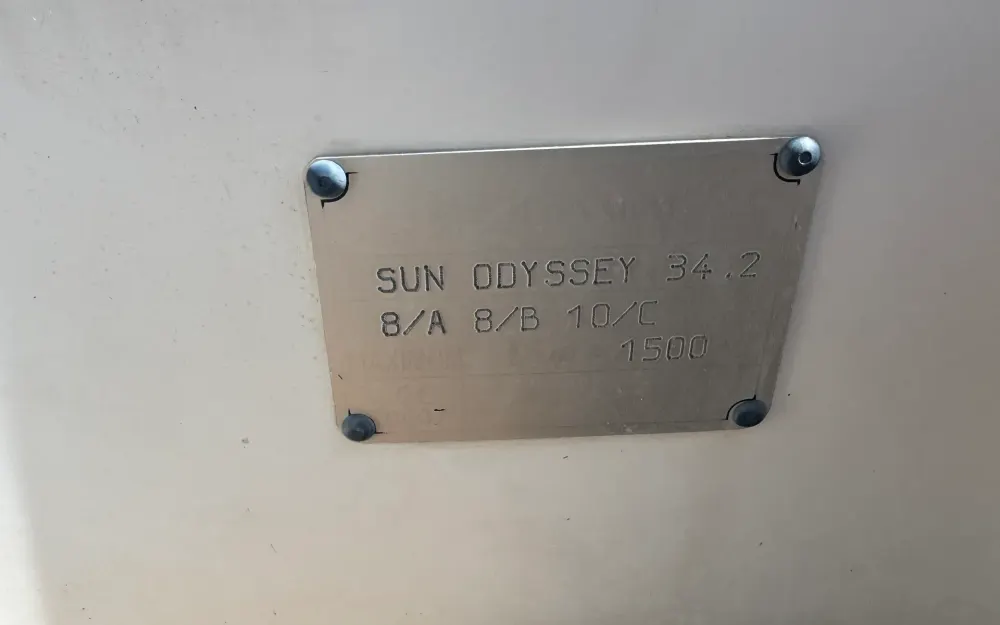 SUN ODYSSEY 34.2
8/A 8/B 10/C
1500